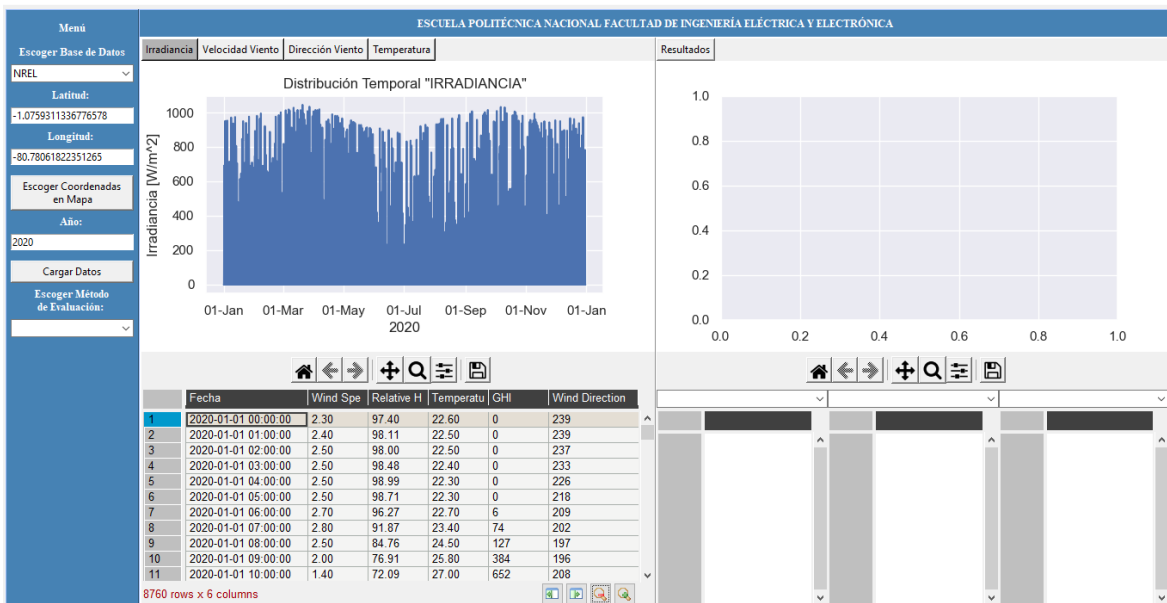 ESCUELA POLITÉCNICA NACIONAL FACULTAD DE INGENIERÍA ELÉCTRICA Y ELECTRÓNICA
Menú
Escoger Base de Datos
NREL
Latitud:
-1.0759311336776578
Longitud:
-80.78061822351265
Escoger Coordenadas
en Mapa
Año:
2020
Cargar Datos
Escoger Método
de Evaluación:
Irradiancia Velocidad Viento Dirección Viento Temperatura
Distribución Temporal "IRRADIANCIA"
Irradiancia [W/m^2]
1000
800
600
400
200
0
01-Jan 01-Mar 01-May 01-Jul 01-Sep 01-Nov 01-Jan
2020
Fecha Wind Spe Relative H Temperatu GHI Wind Direction
1 2020-01-01 00:00:00 2.30 97.40 22.60 0 239
2 2020-01-01 01:00:00 2.40 98.11 22.50 0 239
3 2020-01-01 02:00:00 2.50 98.00 22.50 0 237
4 2020-01-01 03:00:00 2.50 98.48 22.40 0 233
5 2020-01-01 04:00:00 2.50 98.99 22.30 0 226
6 2020-01-01 05:00:00 2.50 98.71 22.30 0 218
7 2020-01-01 06:00:00 2.70 96.27 22.70 6 209
8 2020-01-01 07:00:00 2.80 91.87 23.40 74 202
9 2020-01-01 08:00:00 2.50 84.76 24.50 127 197
10 2020-01-01 09:00:00 2.00 76.91 25.80 384 196
11 2020-01-01 10:00:00 1.40 72.09 27.00 652 208
8760 rows x 6 columns
Resultados
1.0
0.8
0.6
0.4
0.2
0.0
0.0 0.2 0.4 0.6 0.8 1.0